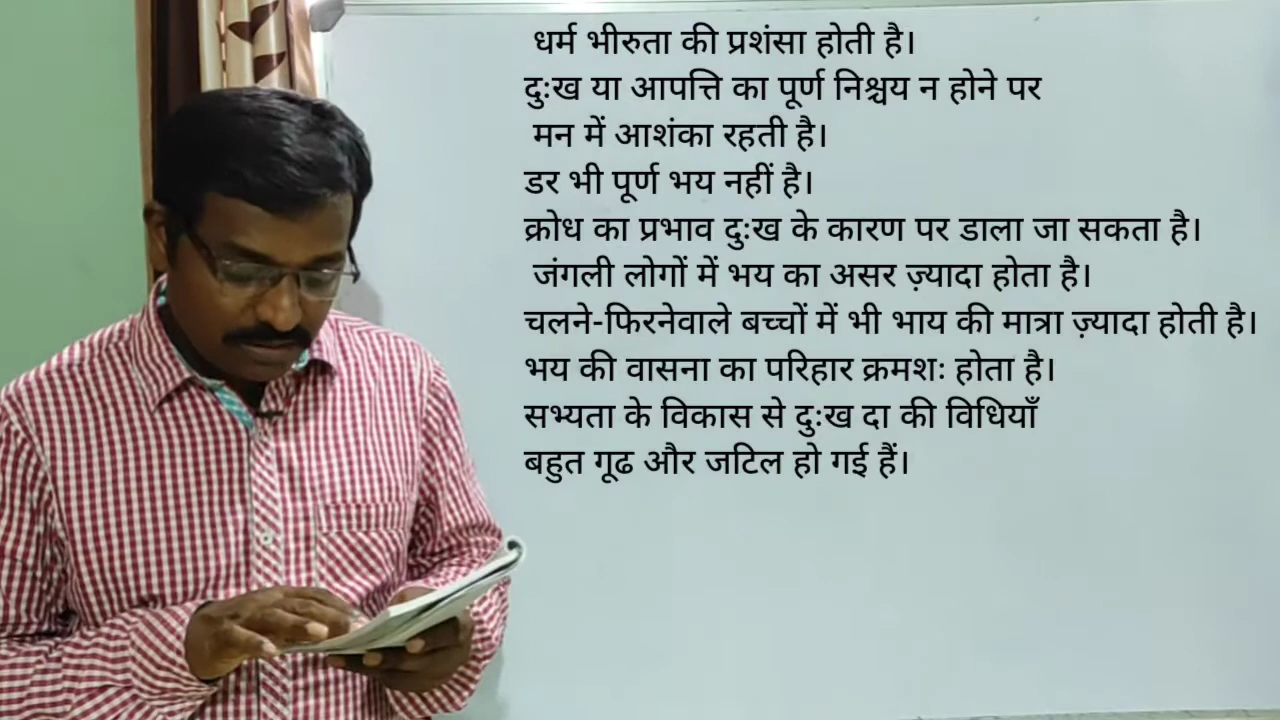 धर्म भीरुता की प्रशंसा होती है।
दुःख या आपत्ति का पूर्ण निश्चय न होने पर
मन में आशंका रहती है।
डर भी पूर्ण भय नहीं है।
क्रोध का प्रभाव दुःख के कारण पर डाला जा सकता है।
जंगली लोगों में भय का असर ज़्यादा होता है।
चलने-फिरनेवाले बच्चों में भी भाय की मात्रा ज़्यादा होती है।
भय की वासना का परिहार क्रमशः होता है।
सभ्यता के विकास से दुःख दा की विधियाँ
बहुत गूढ और जटिल हो गई हैं।